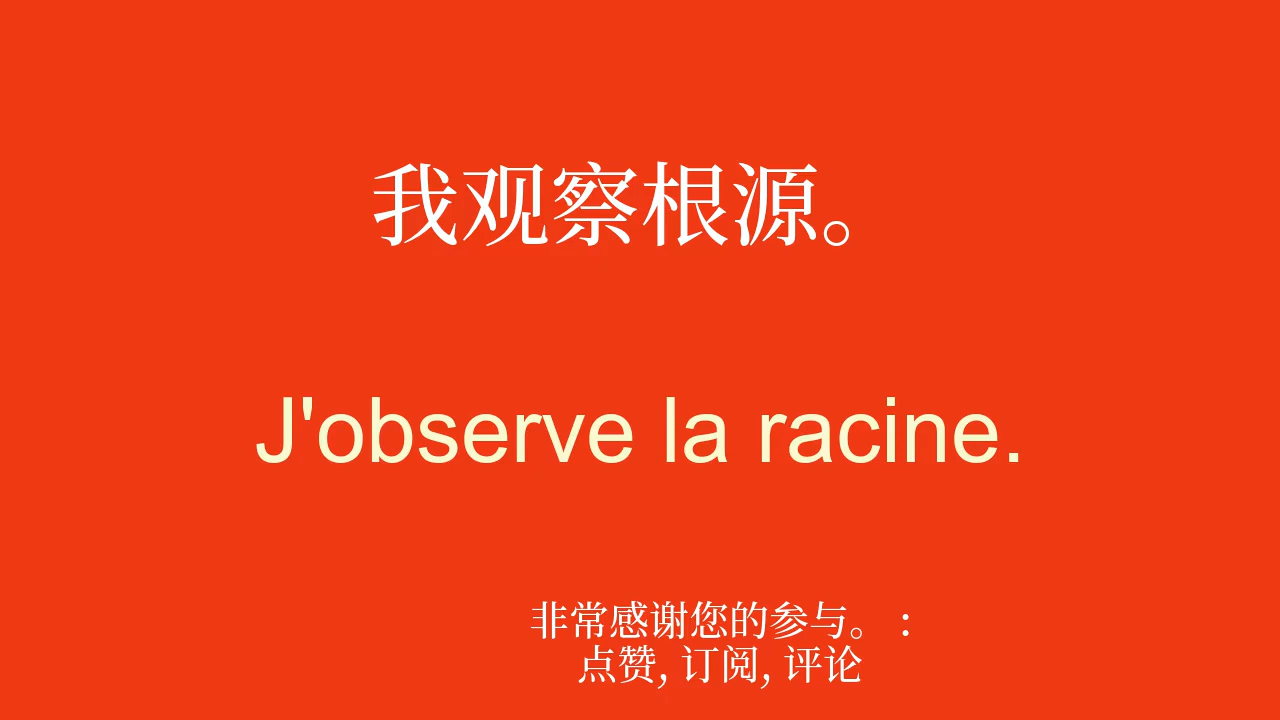 我观察根源。
J'observe la racine.
非常感谢您的参与。 :
点赞, 订阅, 评论